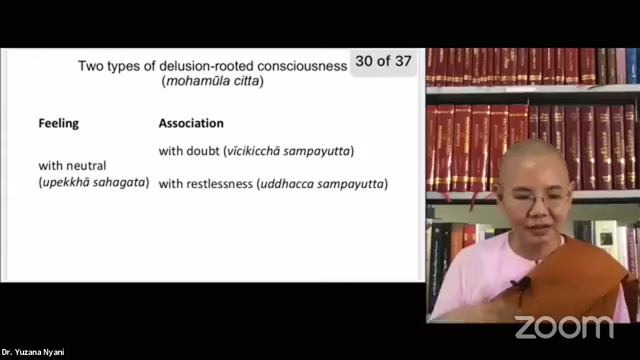 Two types of delusion-rooted consciousness
(mohamūla citta)
30 of 37
Feeling
Association
with doubt (vīcikicchā sampayutta)
with neutral
(upekkhā sahagata)
with restlessness (uddhacca sampayutta)
Dr. Yuzana Nyani
zoom